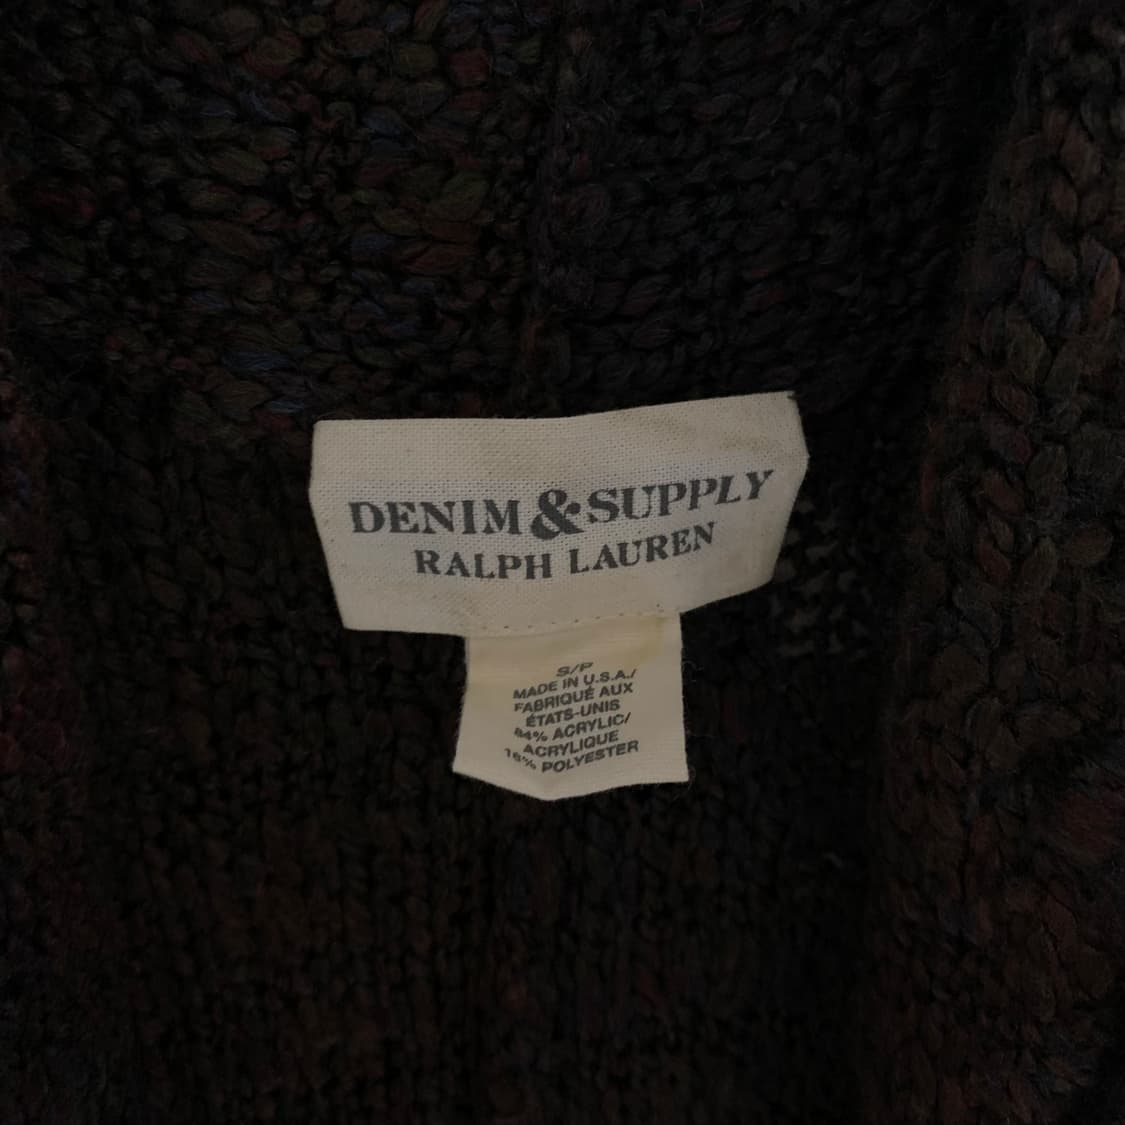 DENIM & SUPPLY
RALPH LAUREN
S/P
MADE IN U.S.A./
FABRIQUÉ AUX
ÉTATS-UNIS
84% ACRYLIC/
ACRYLIQUE
16% POLYESTER